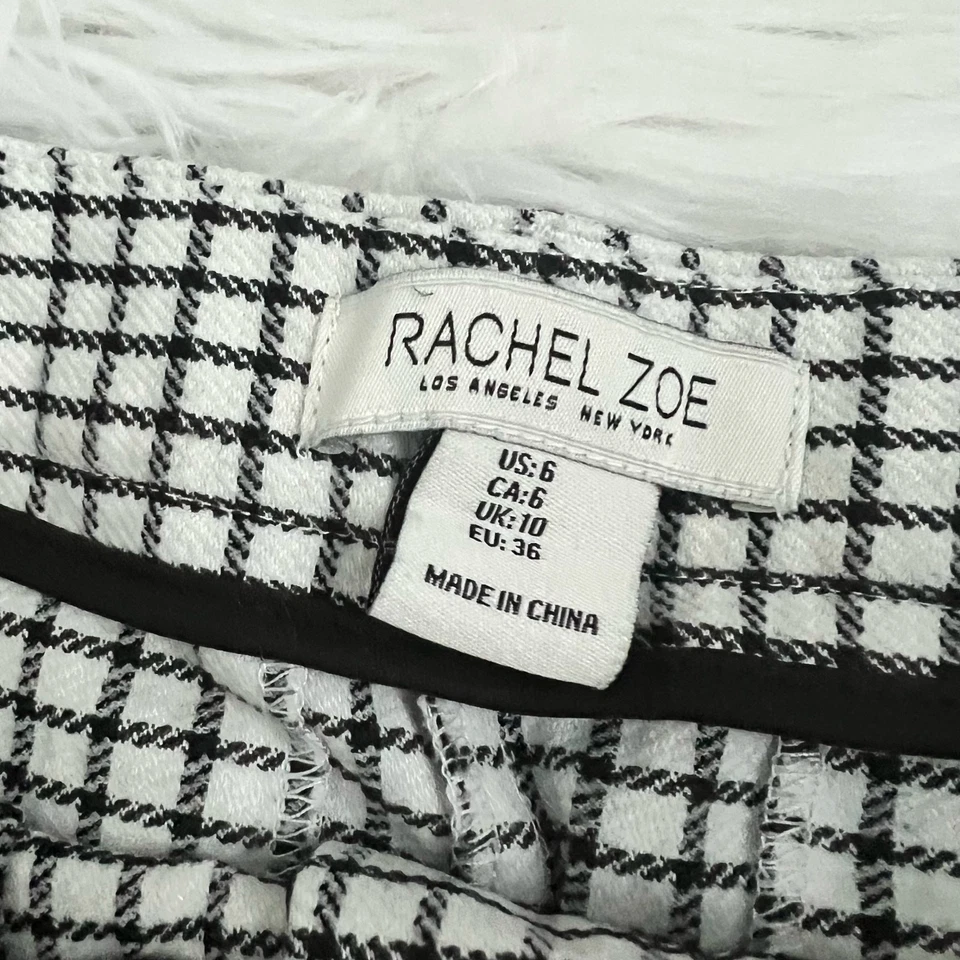 RACHEL ZOE
LOS ANGELES NEW YORK
US: 6
CA: 6
UK: 10
EU: 36
MADE IN CHINA